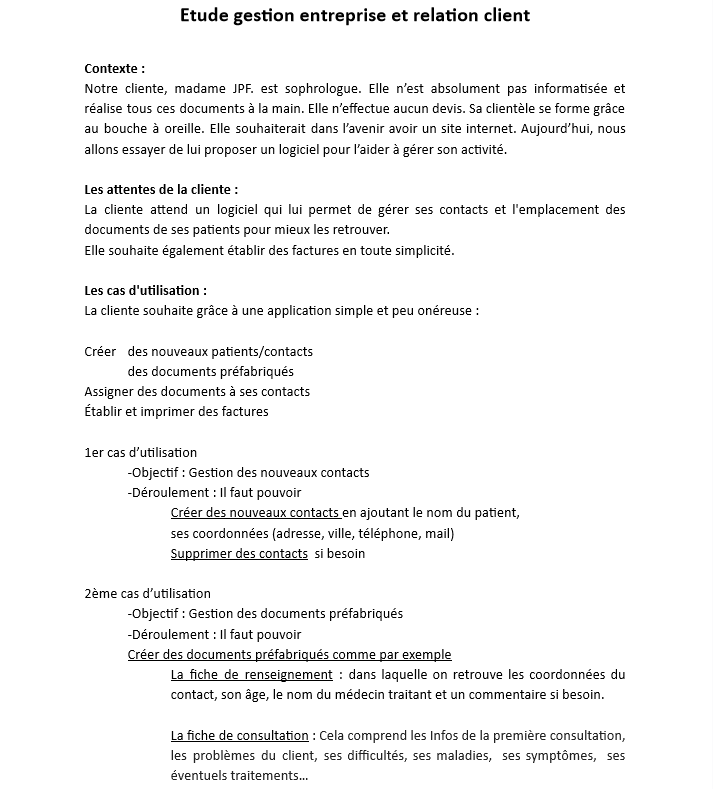 Etude gestion entreprise et relation client
Contexte :
Notre cliente, madame JPF. est sophrologue. Elle n’est absolument pas informatisée et
réalise tous ces documents à la main. Elle n’effectue aucun devis. Sa clientèle se forme grâce
au bouche à oreille. Elle souhaiterait dans l’avenir avoir un site internet. Aujourd’hui, nous
allons essayer de lui proposer un logiciel pour l’aider à gérer son activité.
Les attentes de la cliente :
La cliente attend un logiciel qui lui permet de gérer ses contacts et l'emplacement des
documents de ses patients pour mieux les retrouver.
Elle souhaite également établir des factures en toute simplicité.
Les cas d'utilisation :
La cliente souhaite grâce à une application simple et peu onéreuse :
Créer des nouveaux patients/contacts
des documents préfabriqués
Assigner des documents à ses contacts
Établir et imprimer des factures
1er cas d’utilisation
-Objectif : Gestion des nouveaux contacts
-Déroulement : Il faut pouvoir
Créer des nouveaux contacts en ajoutant le nom du patient,
ses coordonnées (adresse, ville, téléphone, mail)
Supprimer des contacts si besoin
2ème cas d’utilisation
-Objectif : Gestion des documents préfabriqués
-Déroulement : Il faut pouvoir
Créer des documents préfabriqués comme par exemple
La fiche de renseignement : dans laquelle on retrouve les coordonnées du
contact, son âge, le nom du médecin traitant et un commentaire si besoin.
La fiche de consultation : Cela comprend les Infos de la première consultation,
les problèmes du client, ses difficultés, ses maladies, ses symptômes, ses
éventuels traitements…